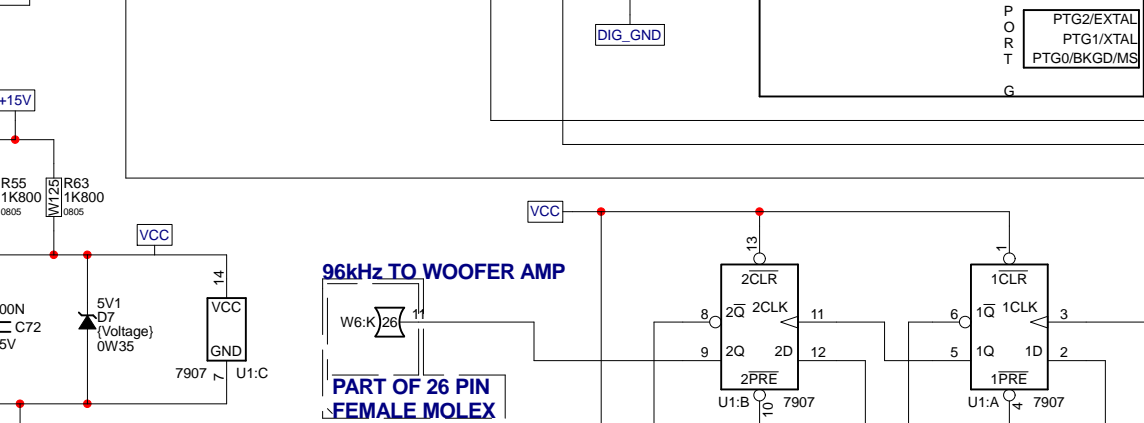 P
O
R
T
G
PTG2/EXTAL
PTG1/XTAL
PTG0/BKGD/MS
DIG_GND
+15V
R55
1K800
0805
W125
R63
1K800
0805
VCC
VCC
13
1
14
96kHz TO WOOFER AMP
2CLR
1CLR
00N
C72
5V
5V1
D7
{Voltage}
0W35
VCC
GND
7907
7
U1:C
W6:K
26
11
8
2Q
2CLK
11
6
1Q
1CLK
3
9
2Q
2D
12
5
1Q
1D
2
2PRE
1PRE
PART OF 26 PIN
FEMALE MOLEX
U1:B
10
7907
U1:A
4
7907